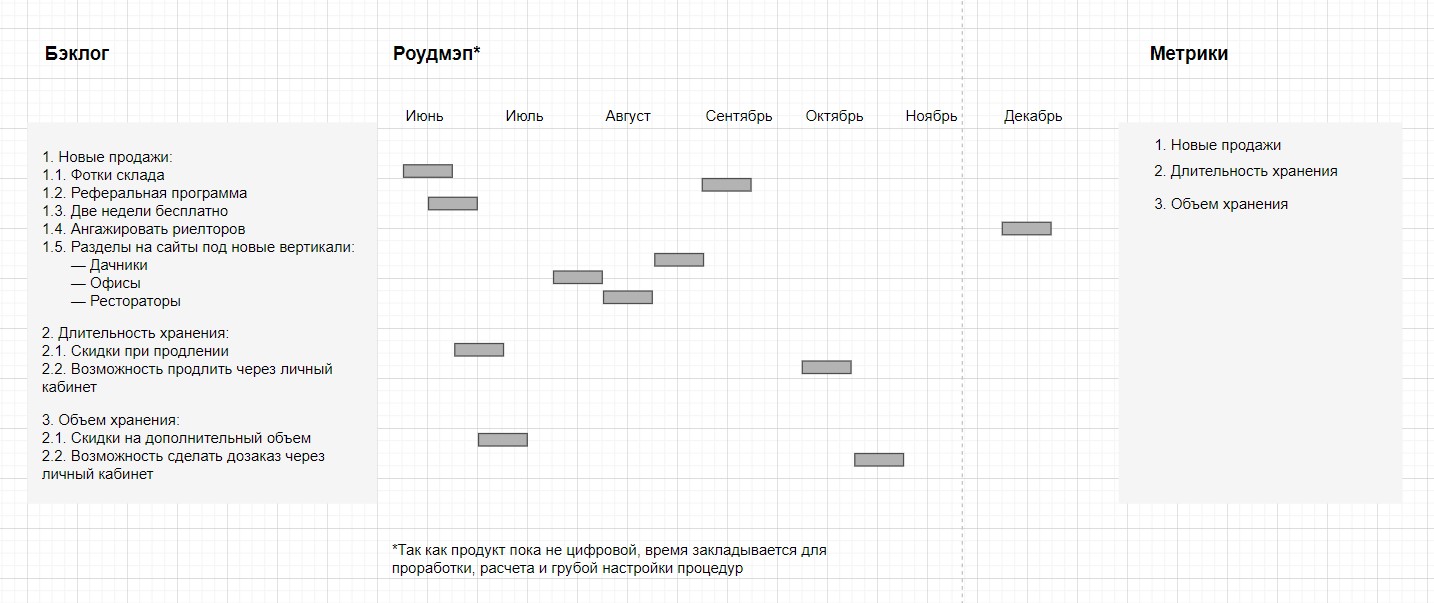 Бэклог
Роудмэп*
Метрики
Июнь
Июль
Август
Сентябрь
Октябрь
Ноябрь
Декабрь
1. Новые продажи:
1.1. Фотки склада
1.2. Реферальная программа
1.3. Две недели бесплатно
1.4. Ангажировать риелторов
1.5. Разделы на сайты под новые вертикали:
— Дачники
— Офисы
— Рестораторы
2. Длительность хранения:
2.1. Скидки при продлении
2.2. Возможность продлить через личный
кабинет
3. Объем хранения:
2.1. Скидки на дополнительный объем
2.2. Возможность сделать дозаказ через
личный кабинет
1. Новые продажи
2. Длительность хранения
3. Объем хранения
*Так как продукт пока не цифровой, время закладывается для
проработки, расчета и грубой настройки процедур